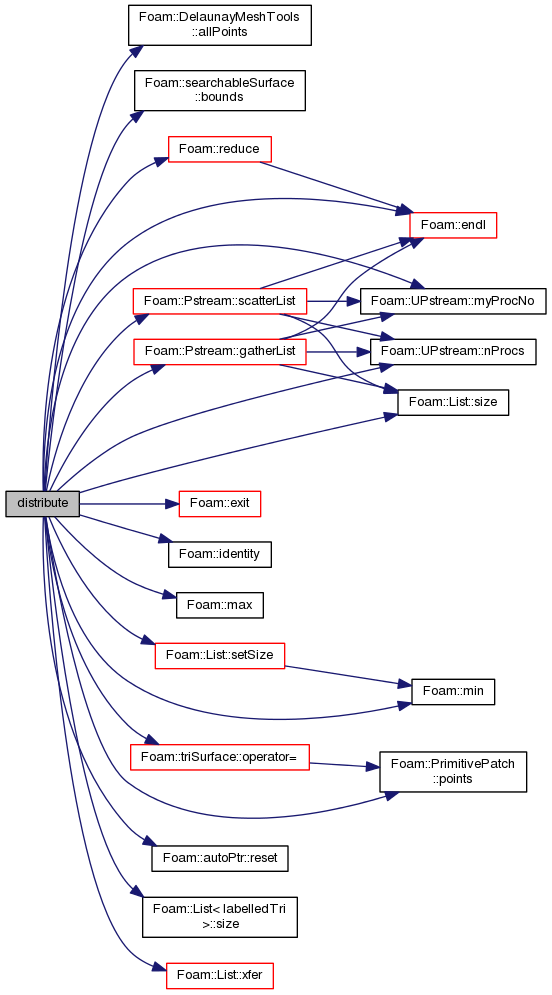 Foam::DelaunayMeshTools
::allPoints
Foam::searchableSurface
::bounds
Foam::reduce
Foam::endl
Foam::Pstream::scatterList
Foam::UPstream::myProcNo
Foam::Pstream::gatherList
Foam::UPstream::nProcs
Foam::List::size
distribute
Foam::exit
Foam::identity
Foam::max
Foam::List::setSize
Foam::min
Foam::triSurface::operator=
Foam::PrimitivePatch
::points
Foam::autoPtr::reset
Foam::List< labelledTri
>::size
Foam::List::xfer